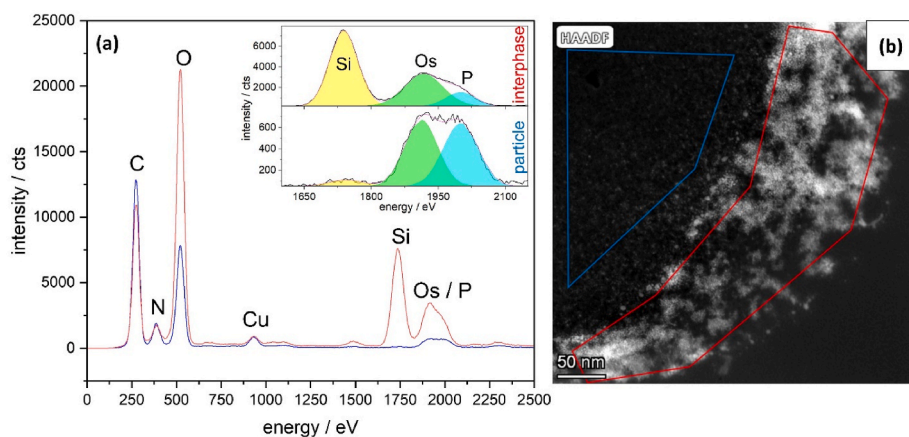 (a)
intensity / cts
25000
20000
15000
10000
5000
0
0 250 500 750 1000 1250 1500 1750 2000 2250 2500
energy / eV
C
N
O
Cu
Si
Os / P
intensity / cts
6000
4000
2000
Si
Os
P
interphase
600
400
200
particle
1650 1800 1950 2100
energy / eV
HAADF
(b)
50 nm